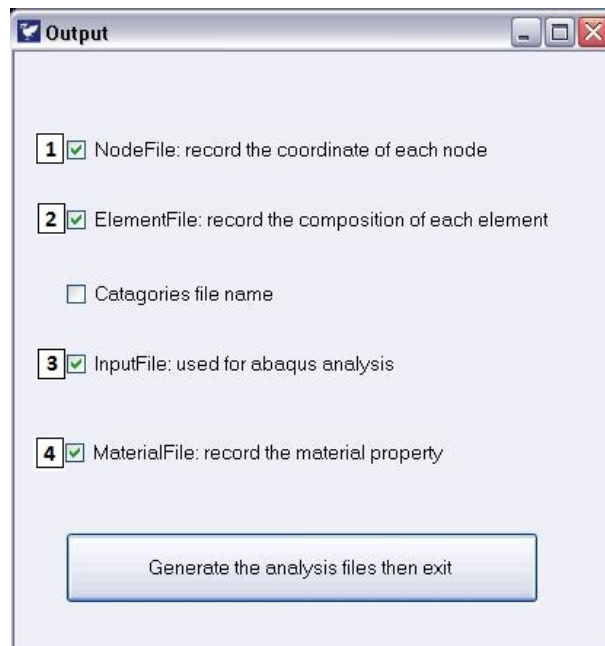 Output
1 NodeFile: record the coordinate of each node
2 ElementFile: record the composition of each element
Catagories file name
3 InputFile: used for abaqus analysis
4 MaterialFile: record the material property
Generate the analysis files then exit